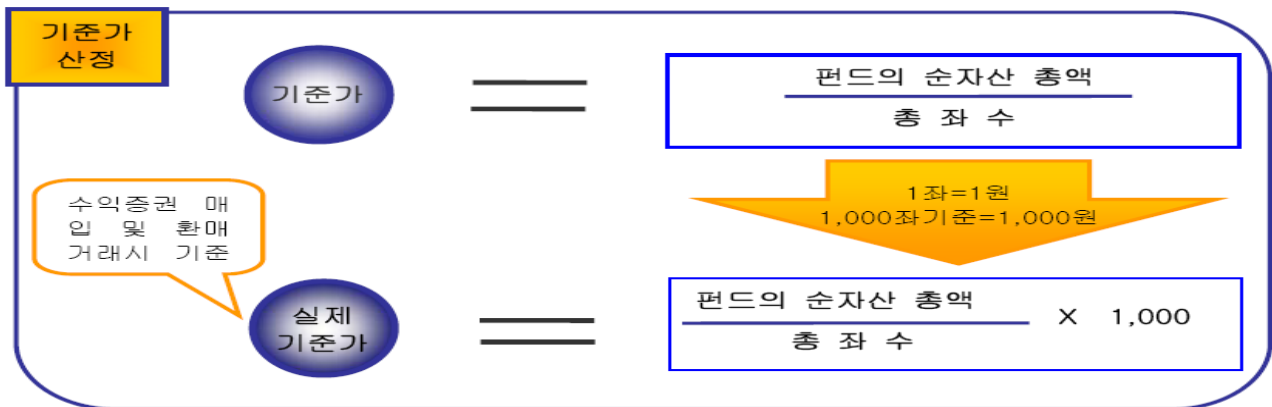 기준가
산정
기준가
펀드의 순자산 총액
총 좌 수
1좌=1원
1,000좌기준=1,000원
수익증권 매
입 및 환매
거래시 기준
실제
기준가
펀드의 순자산 총액
총 좌 수
X 1,000